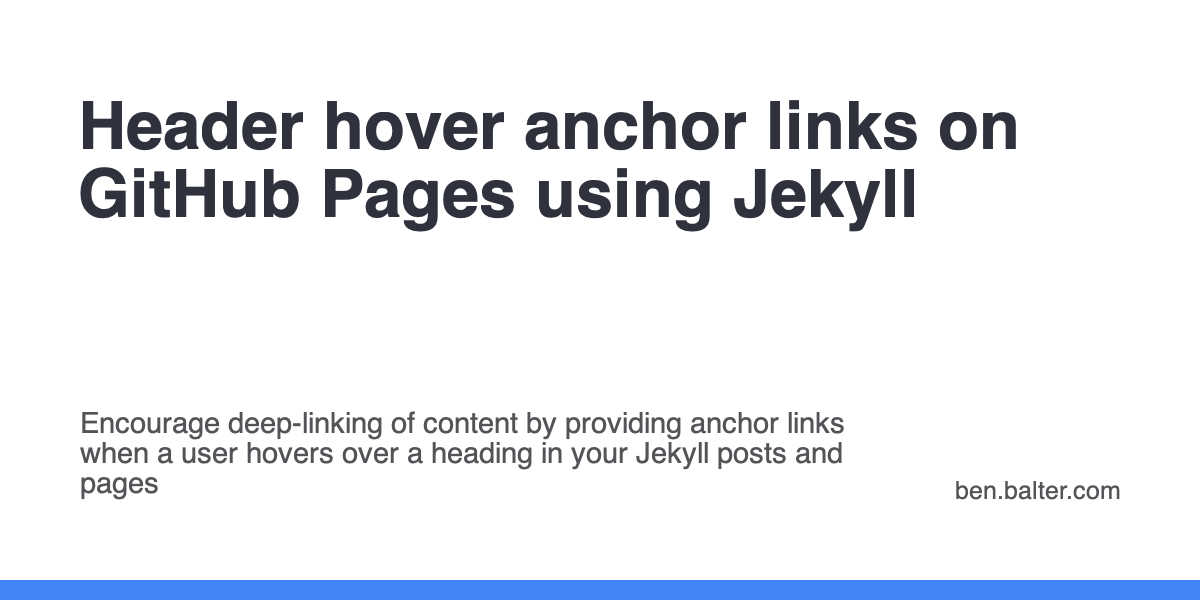 Header hover anchor links on
GitHub Pages using Jekyll
Encourage deep-linking of content by providing anchor links
when a user hovers over a heading in your Jekyll posts and
pages
ben.balter.com